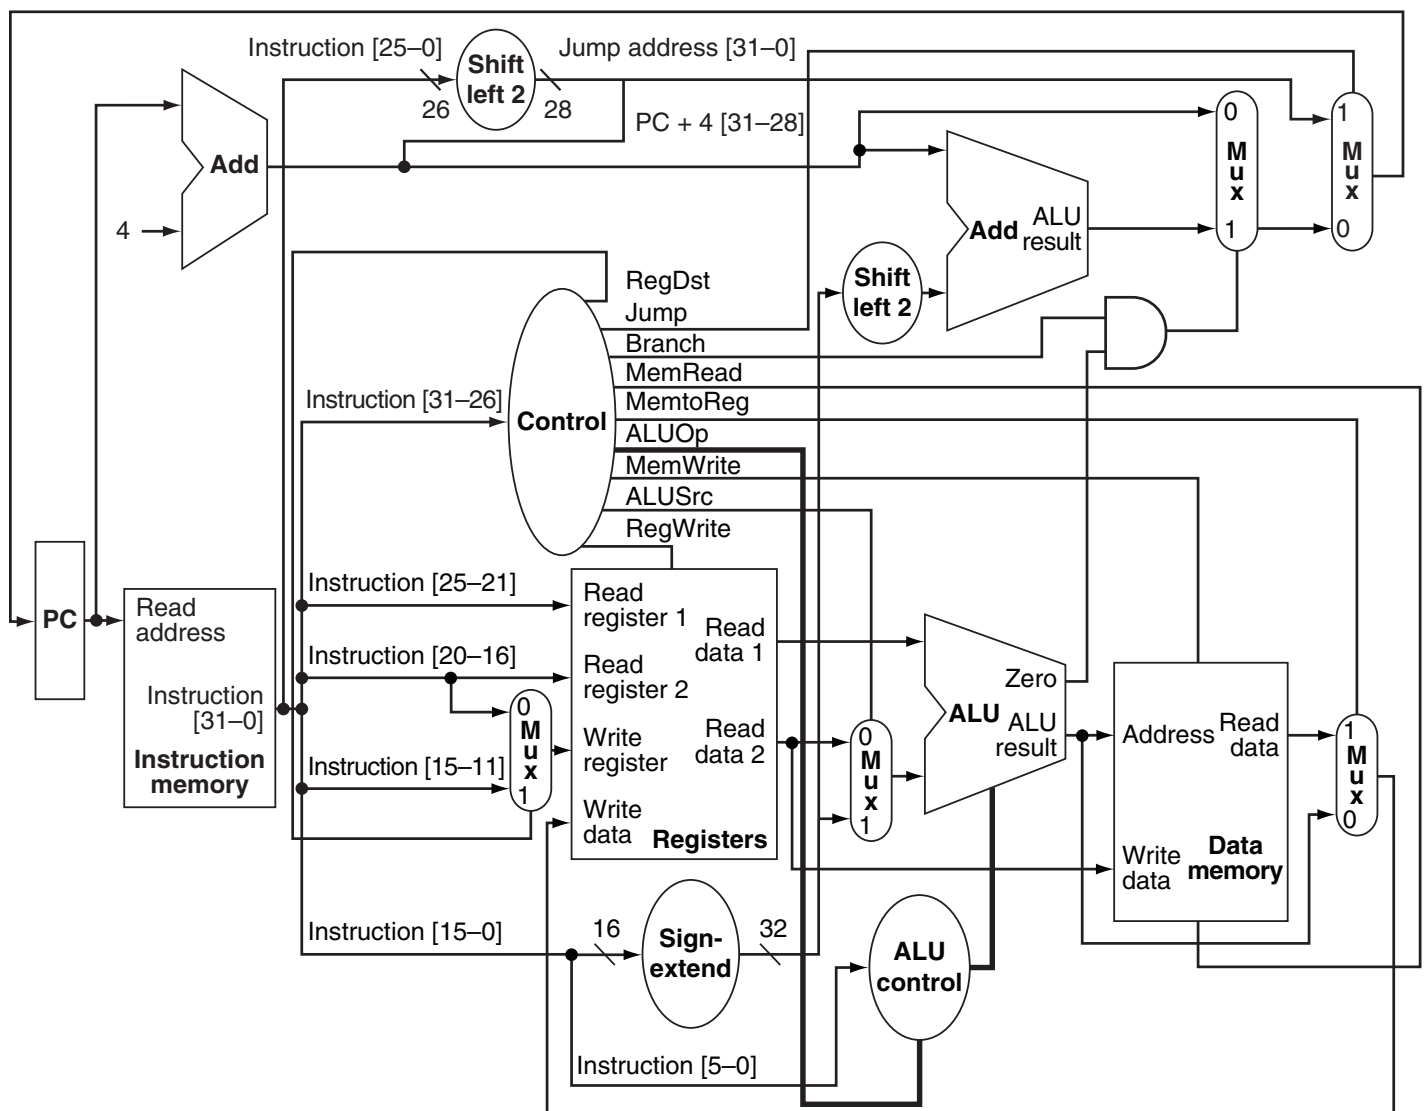 Instruction [25–0]
Shift
left 2
Jump address [31–0]
26
28
PC + 4 [31–28]
Add
4
0
M
u
x
1
1
M
u
x
0
Add
ALU
result
Shift
left 2
RegDst
Jump
Branch
MemRead
MemtoReg
ALUOp
MemWrite
ALUSrc
RegWrite
Instruction [31–26]
Control
PC
Read
address
Instruction
[31–0]
Instruction
memory
Instruction [25–21]
Instruction [20–16]
Instruction [15–11]
0
M
u
x
1
Read
register 1
Read
register 2
Write
register
Write
data
Read
data 1
Read
data 2
Registers
0
M
u
x
1
Zero
ALU
ALU
result
Address
Read
data
Write
data
Data
memory
1
M
u
x
0
Instruction [15–0]
16
Sign-
extend
32
ALU
control
Instruction [5–0]